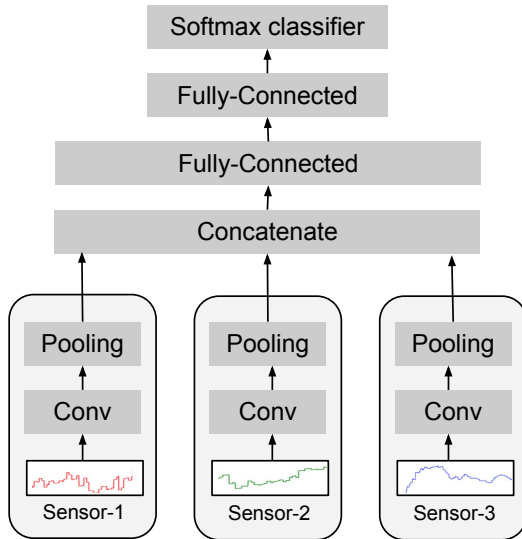 Softmax classifier
Fully-Connected
Fully-Connected
Concatenate
Pooling
Pooling
Pooling
Conv
Conv
Conv
Sensor-1
Sensor-2
Sensor-3